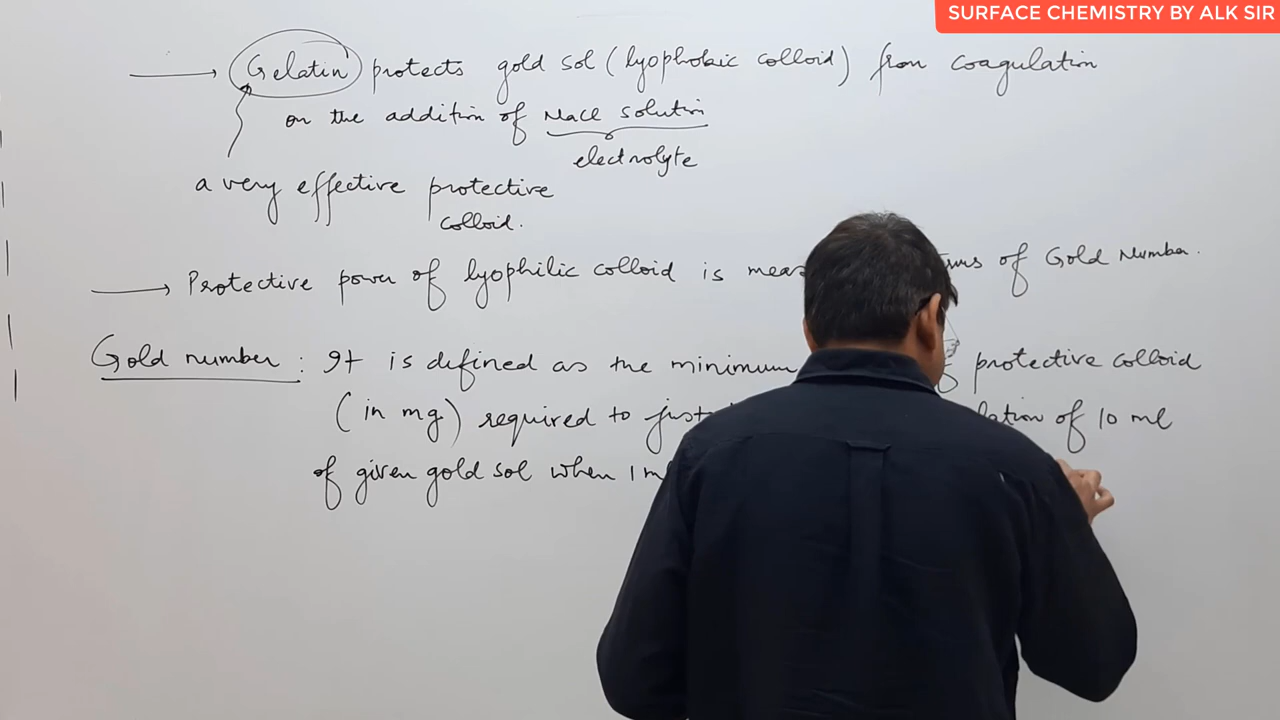 SURFACE CHEMISTRY BY ALK SIR
→ Gelatin protects gold sol (lyophobic colloid) from coagulation
on the addition of NaCl solution
electrolyte
a very effective protective
colloid.
→ Protective power of lyophilic colloid is of Gold Number.
Gold number : It is defined as the minimum protective colloid
(in mg) required to just of 10 ml
of given gold sol when 1